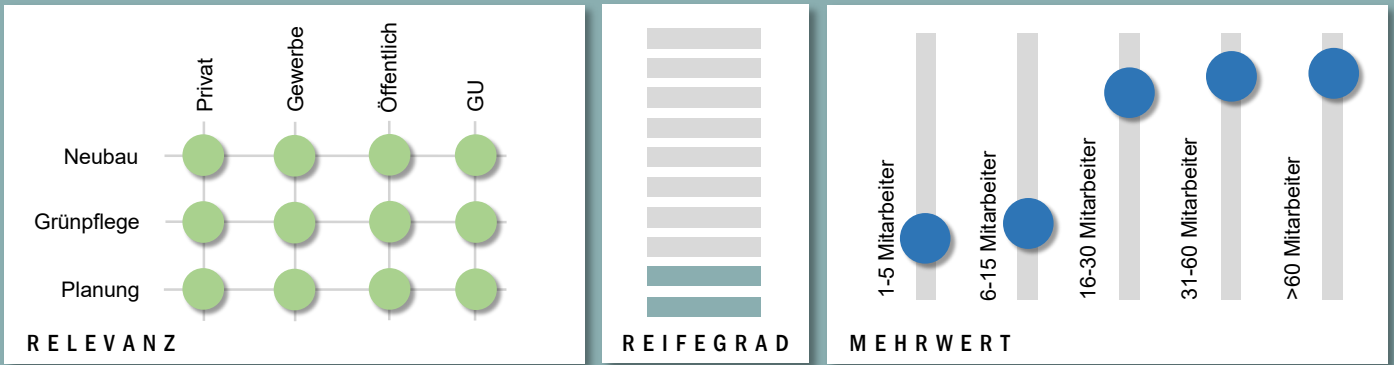 Privat
Gewerbe
Öffentlich
GU
Neubau
Grünpflege
Planung
RELEVANZ
REIFEGRAD
1-5 Mitarbeiter
6-15 Mitarbeiter
16-30 Mitarbeiter
31-60 Mitarbeiter
>60 Mitarbeiter
MEHRWERT